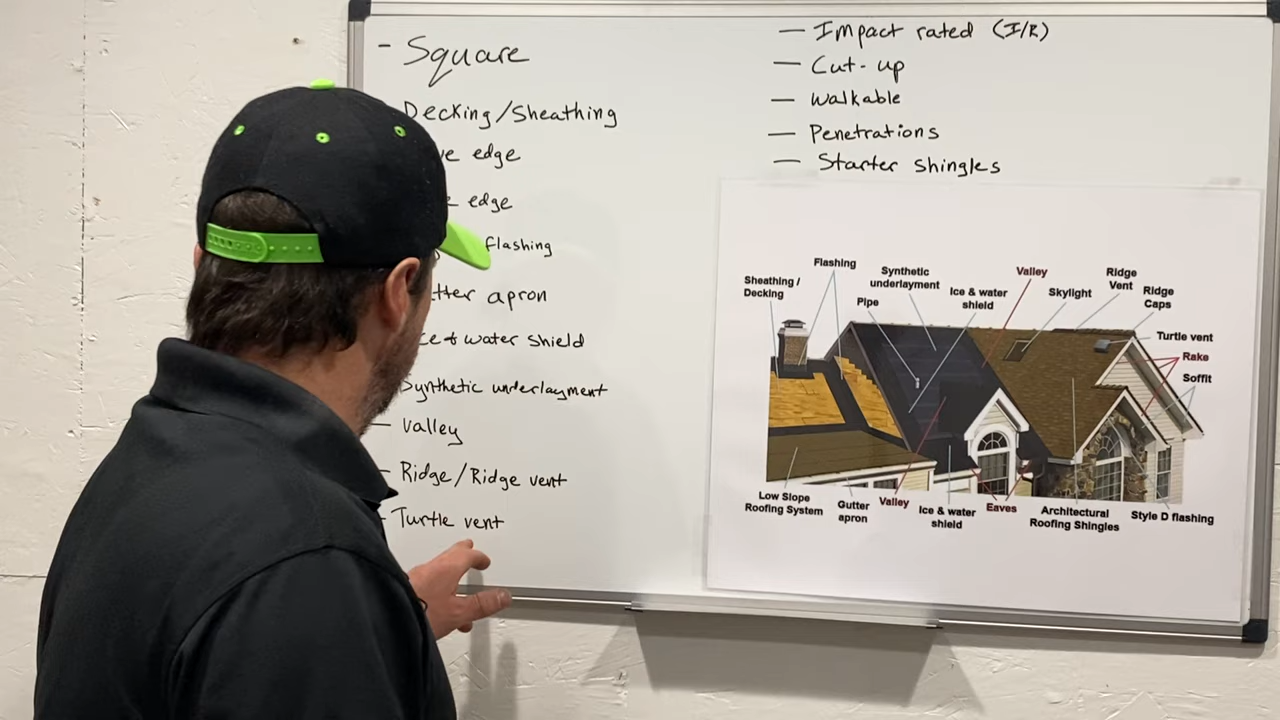 - Square
Decking/Sheathing
edge
edge
flashing
apron
water shield
Synthetic underlayment
- Valley
- Ridge/Ridge vent
- Turtle vent
- Impact rated (I/R)
- Cut-up
- Walkable
- Penetrations
- Starter shingles
Sheathing /
Decking
Flashing
Pipe
Synthetic
underlayment
Ice & water
shield
Valley
Skylight
Ridge
Vent
Ridge
Caps
Turtle vent
Rake
Soffit
Low Slope
Roofing System
Gutter
apron
Valley
Ice & water
shield
Eaves
Architectural
Roofing Shingles
Style D flashing